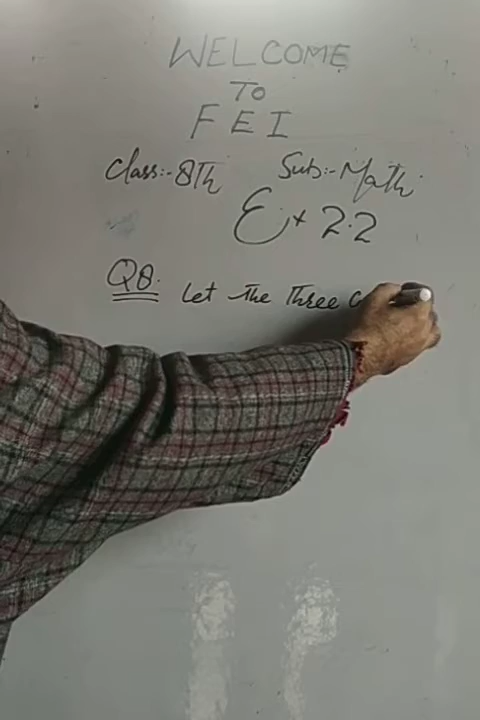 WELCOME
TO
FEI
Class:- 8Th Sub:- Math
Ex 2.2
Q8. Let the three